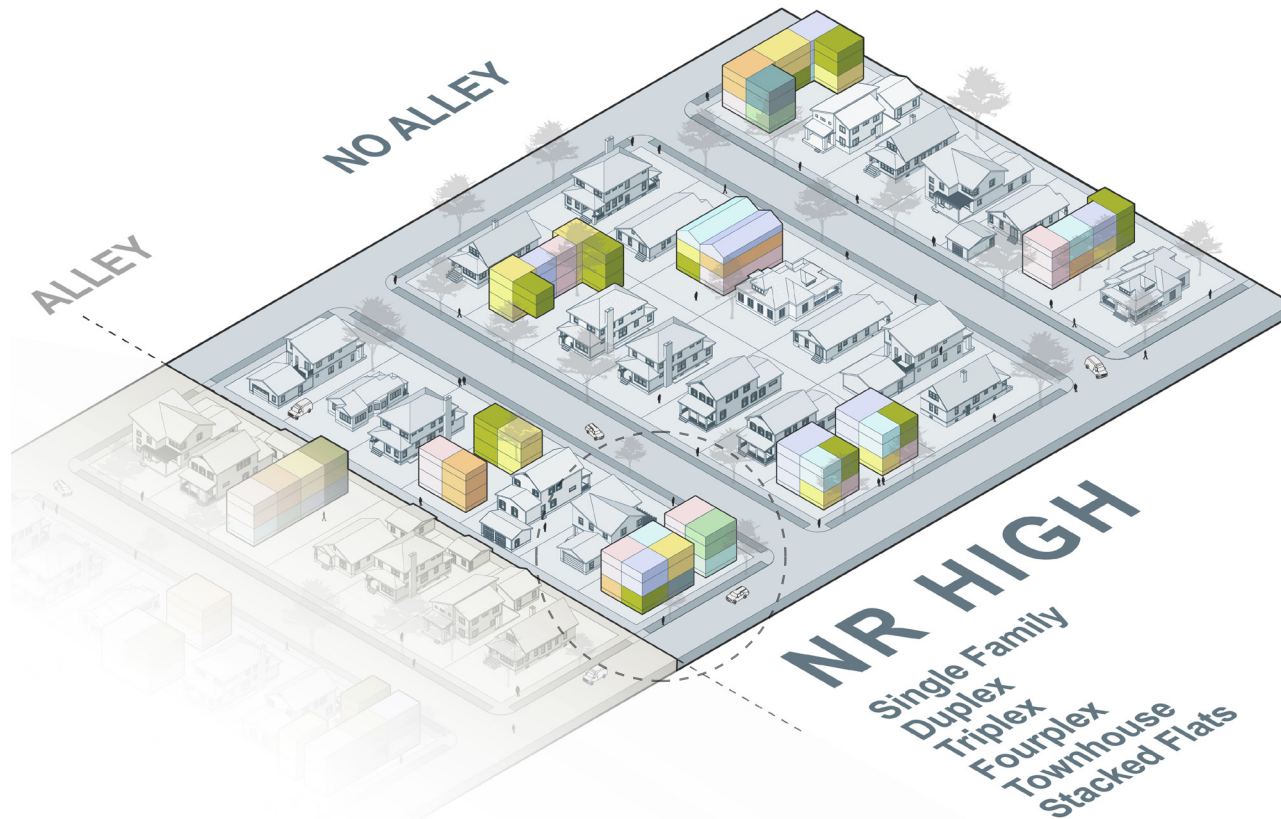 NO ALLEY
ALLEY
NR HIGH
Single Family
Duplex
Triplex
Fourplex
Townhouse
Stacked Flats